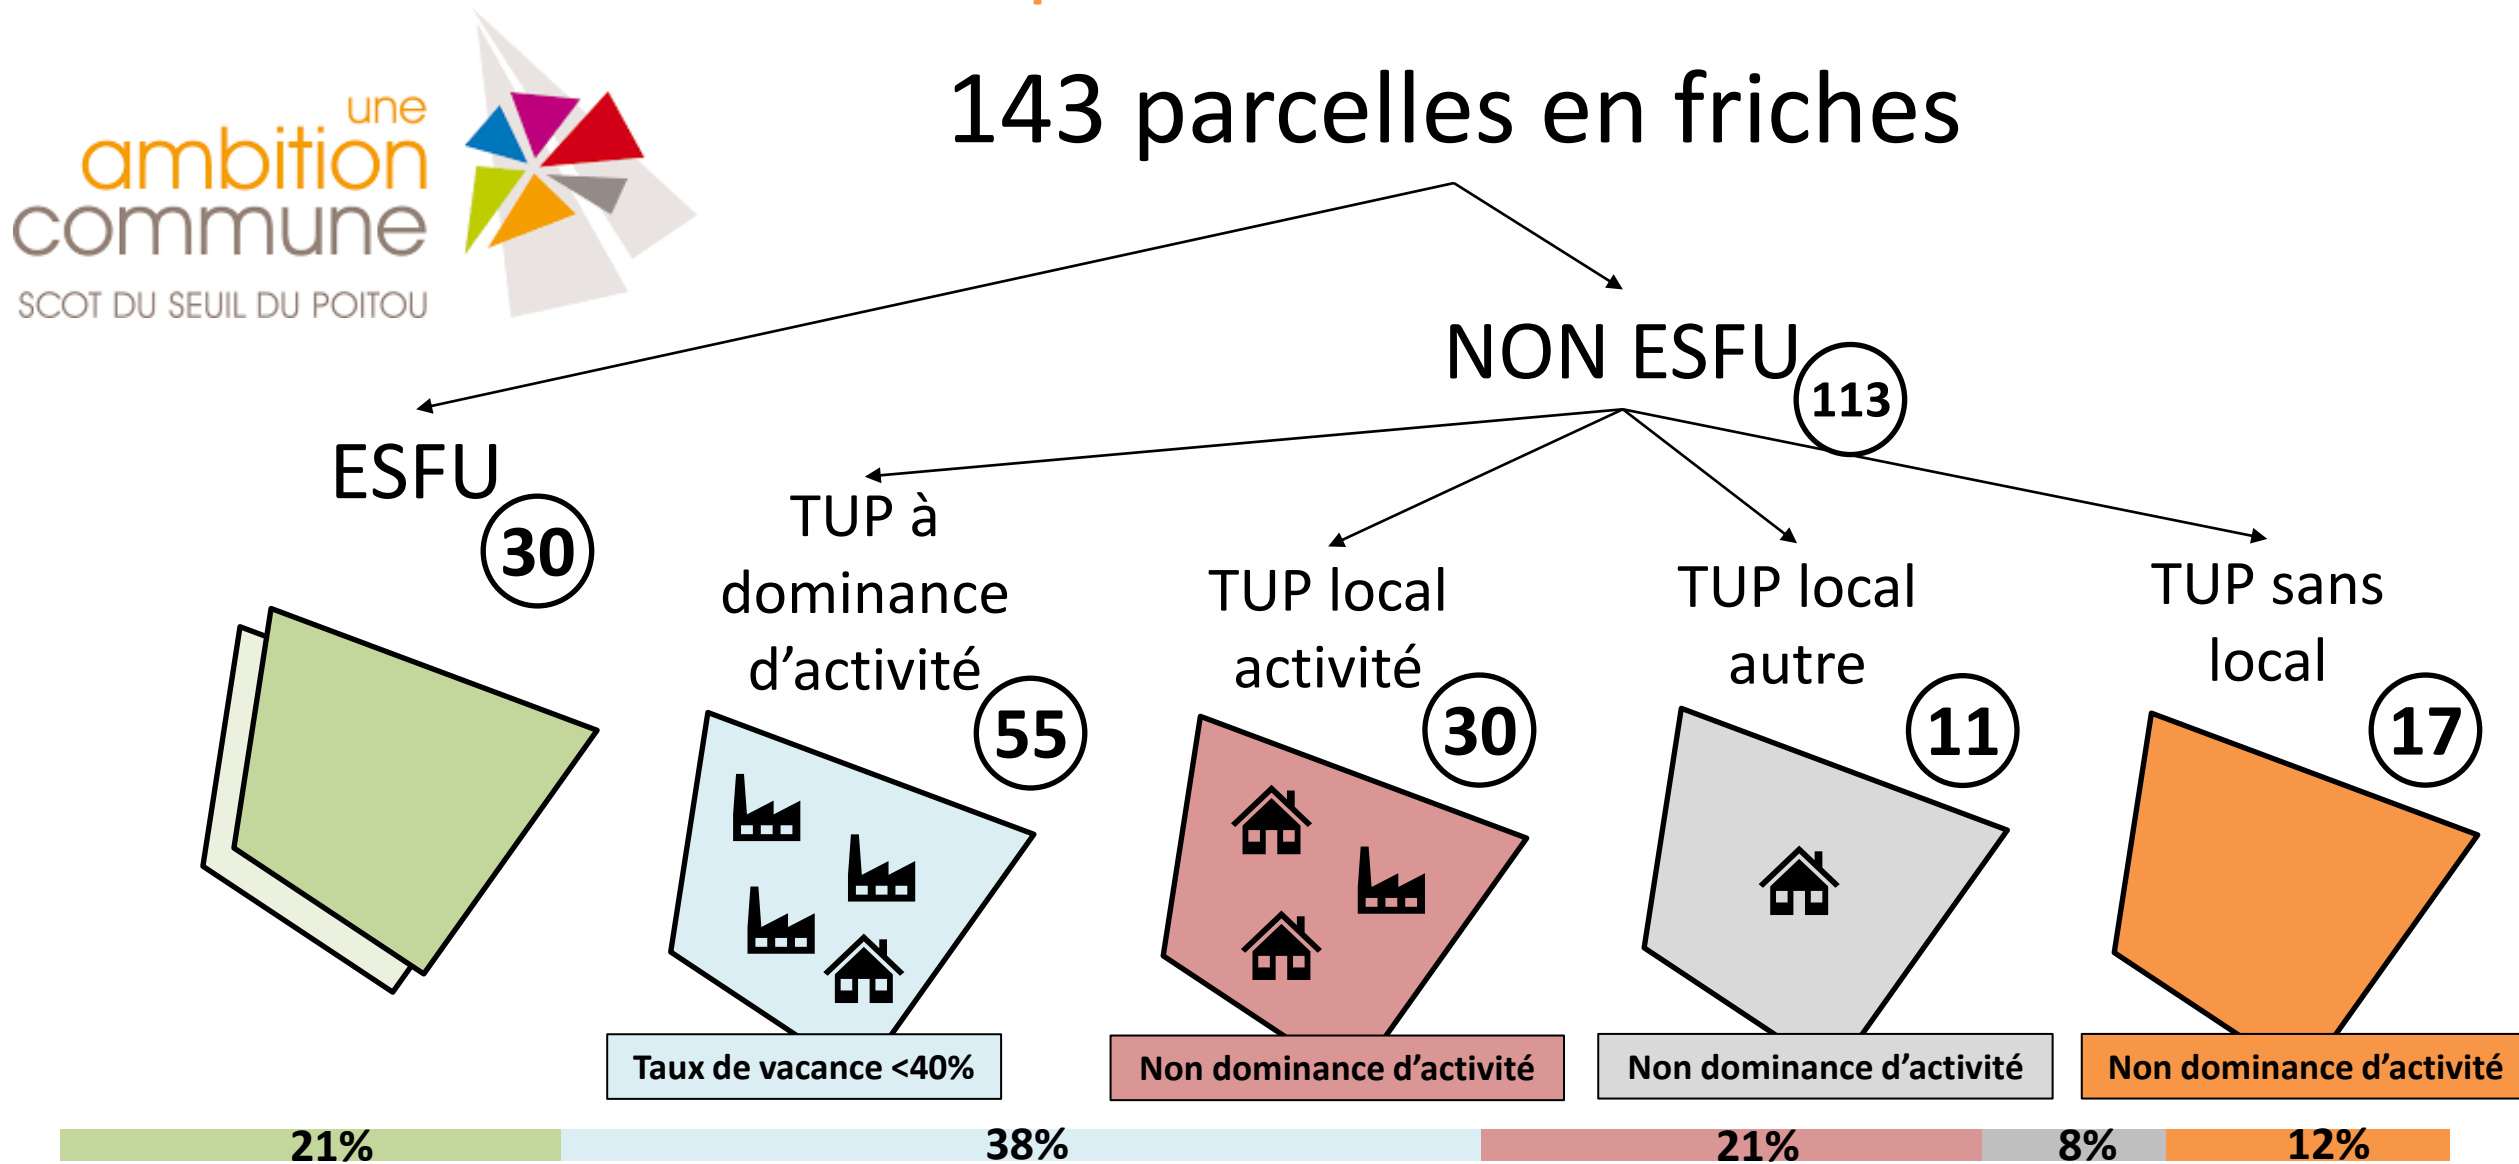 une
ambition
commune
SCOT DU SEUIL DU POITOU
143 parcelles en friches
NON ESFU
113
ESFU
30
TUP à
dominance
d’activité
55
TUP local
activité
30
TUP local
autre
11
TUP sans
local
17
Taux de vacance <40%
Non dominance d’activité
Non dominance d’activité
Non dominance d’activité
21%
38%
21%
8%
12%